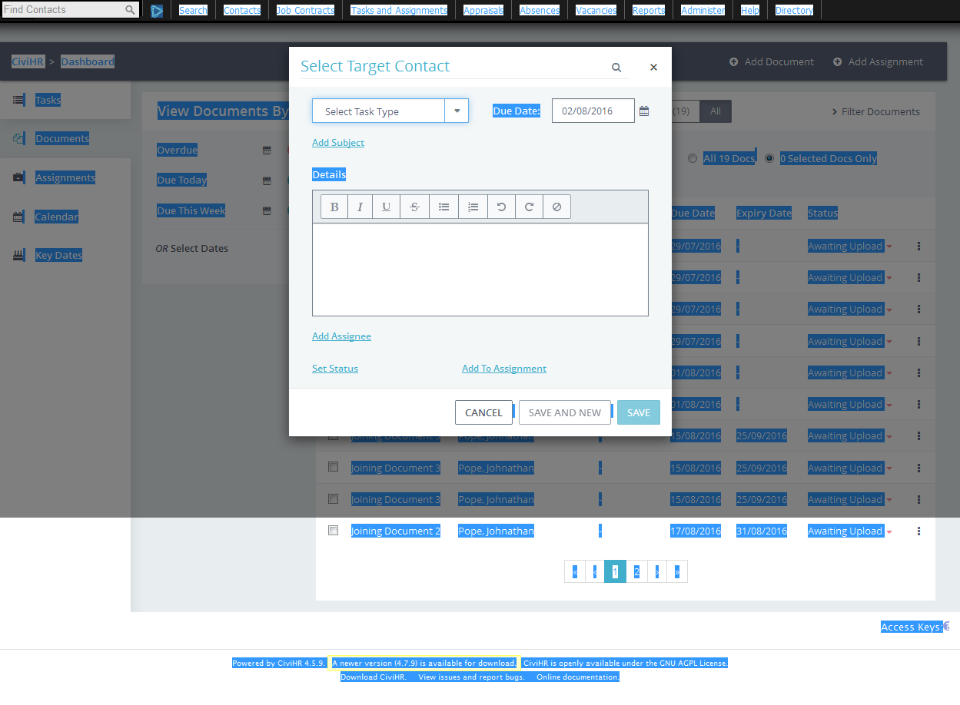 Find Contacts Search Contacts Job Contracts Tasks and Assignments Appraisals Absences Vacancies Reports Administer Help Directory
CiviHR > Dashboard Add Document Add Assignment
Select Target Contact
Tasks
Documents
Assignments
Calendar
Key Dates
View Documents By
Overdue
Due Today
Due This Week
OR Select Dates
Select Task Type Due Date: 02/08/2016
Add Subject
Details
B I U S
Add Assignee
Set Status Add To Assignment
CANCEL SAVE AND NEW SAVE
(19) All > Filter Documents
All 19 Docs 0 Selected Docs Only
Due Date Expiry Date Status
29/07/2016 - Awaiting Upload
29/07/2016 - Awaiting Upload
29/07/2016 - Awaiting Upload
29/07/2016 - Awaiting Upload
01/08/2016 - Awaiting Upload
01/08/2016 - Awaiting Upload
Joining Document 3 Pope, Johnathan - 15/08/2016 25/09/2016 Awaiting Upload
Joining Document 3 Pope, Johnathan - 15/08/2016 25/09/2016 Awaiting Upload
Joining Document 3 Pope, Johnathan - 15/08/2016 25/09/2016 Awaiting Upload
Joining Document 2 Pope, Johnathan - 17/08/2016 31/08/2016 Awaiting Upload
« ‹ 1 2 › »
Access Keys:
Powered by CiviHR 4.5.9. A newer version (4.7.9) is available for download. CiviHR is openly available under the GNU AGPL License.
Download CiviHR. View issues and report bugs. Online documentation.